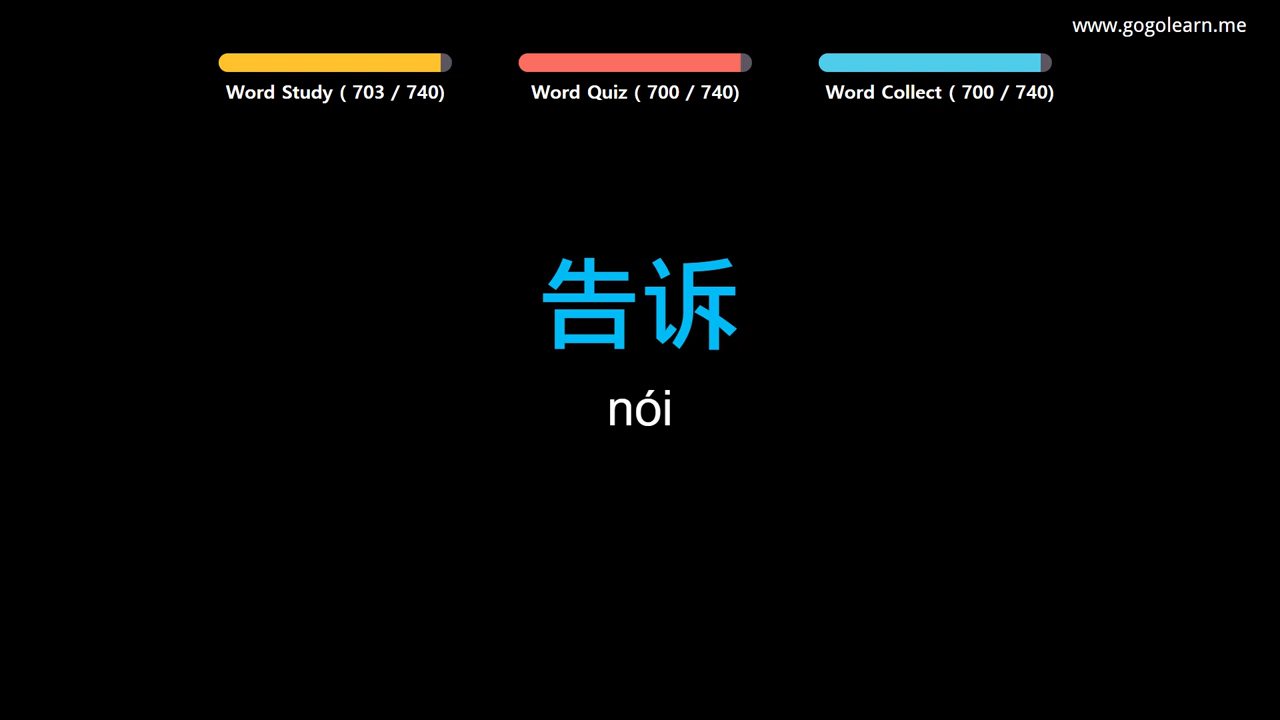 www.gogolearn.me
Word Study ( 703 / 740)
Word Quiz ( 700 / 740)
Word Collect ( 700 / 740)
告诉
nói